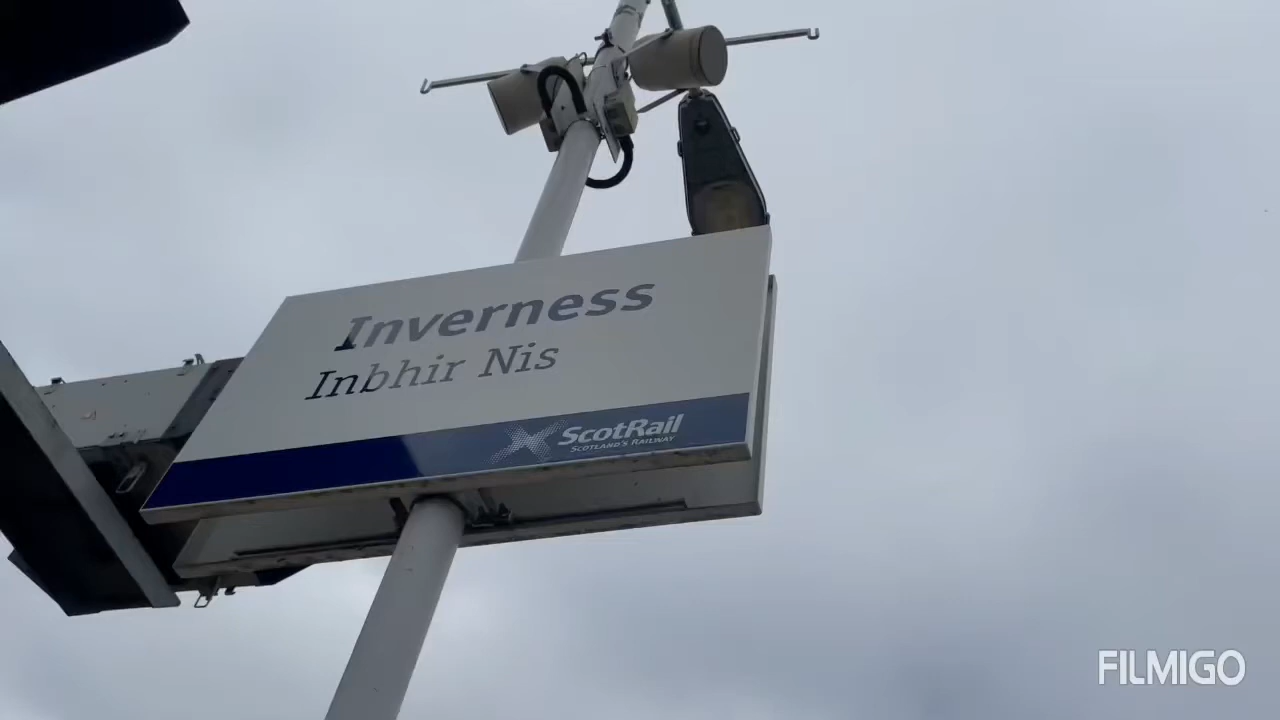 Inverness
Inbhir Nis
ScotRail
SCOTLAND'S RAILWAY
FILMIGO